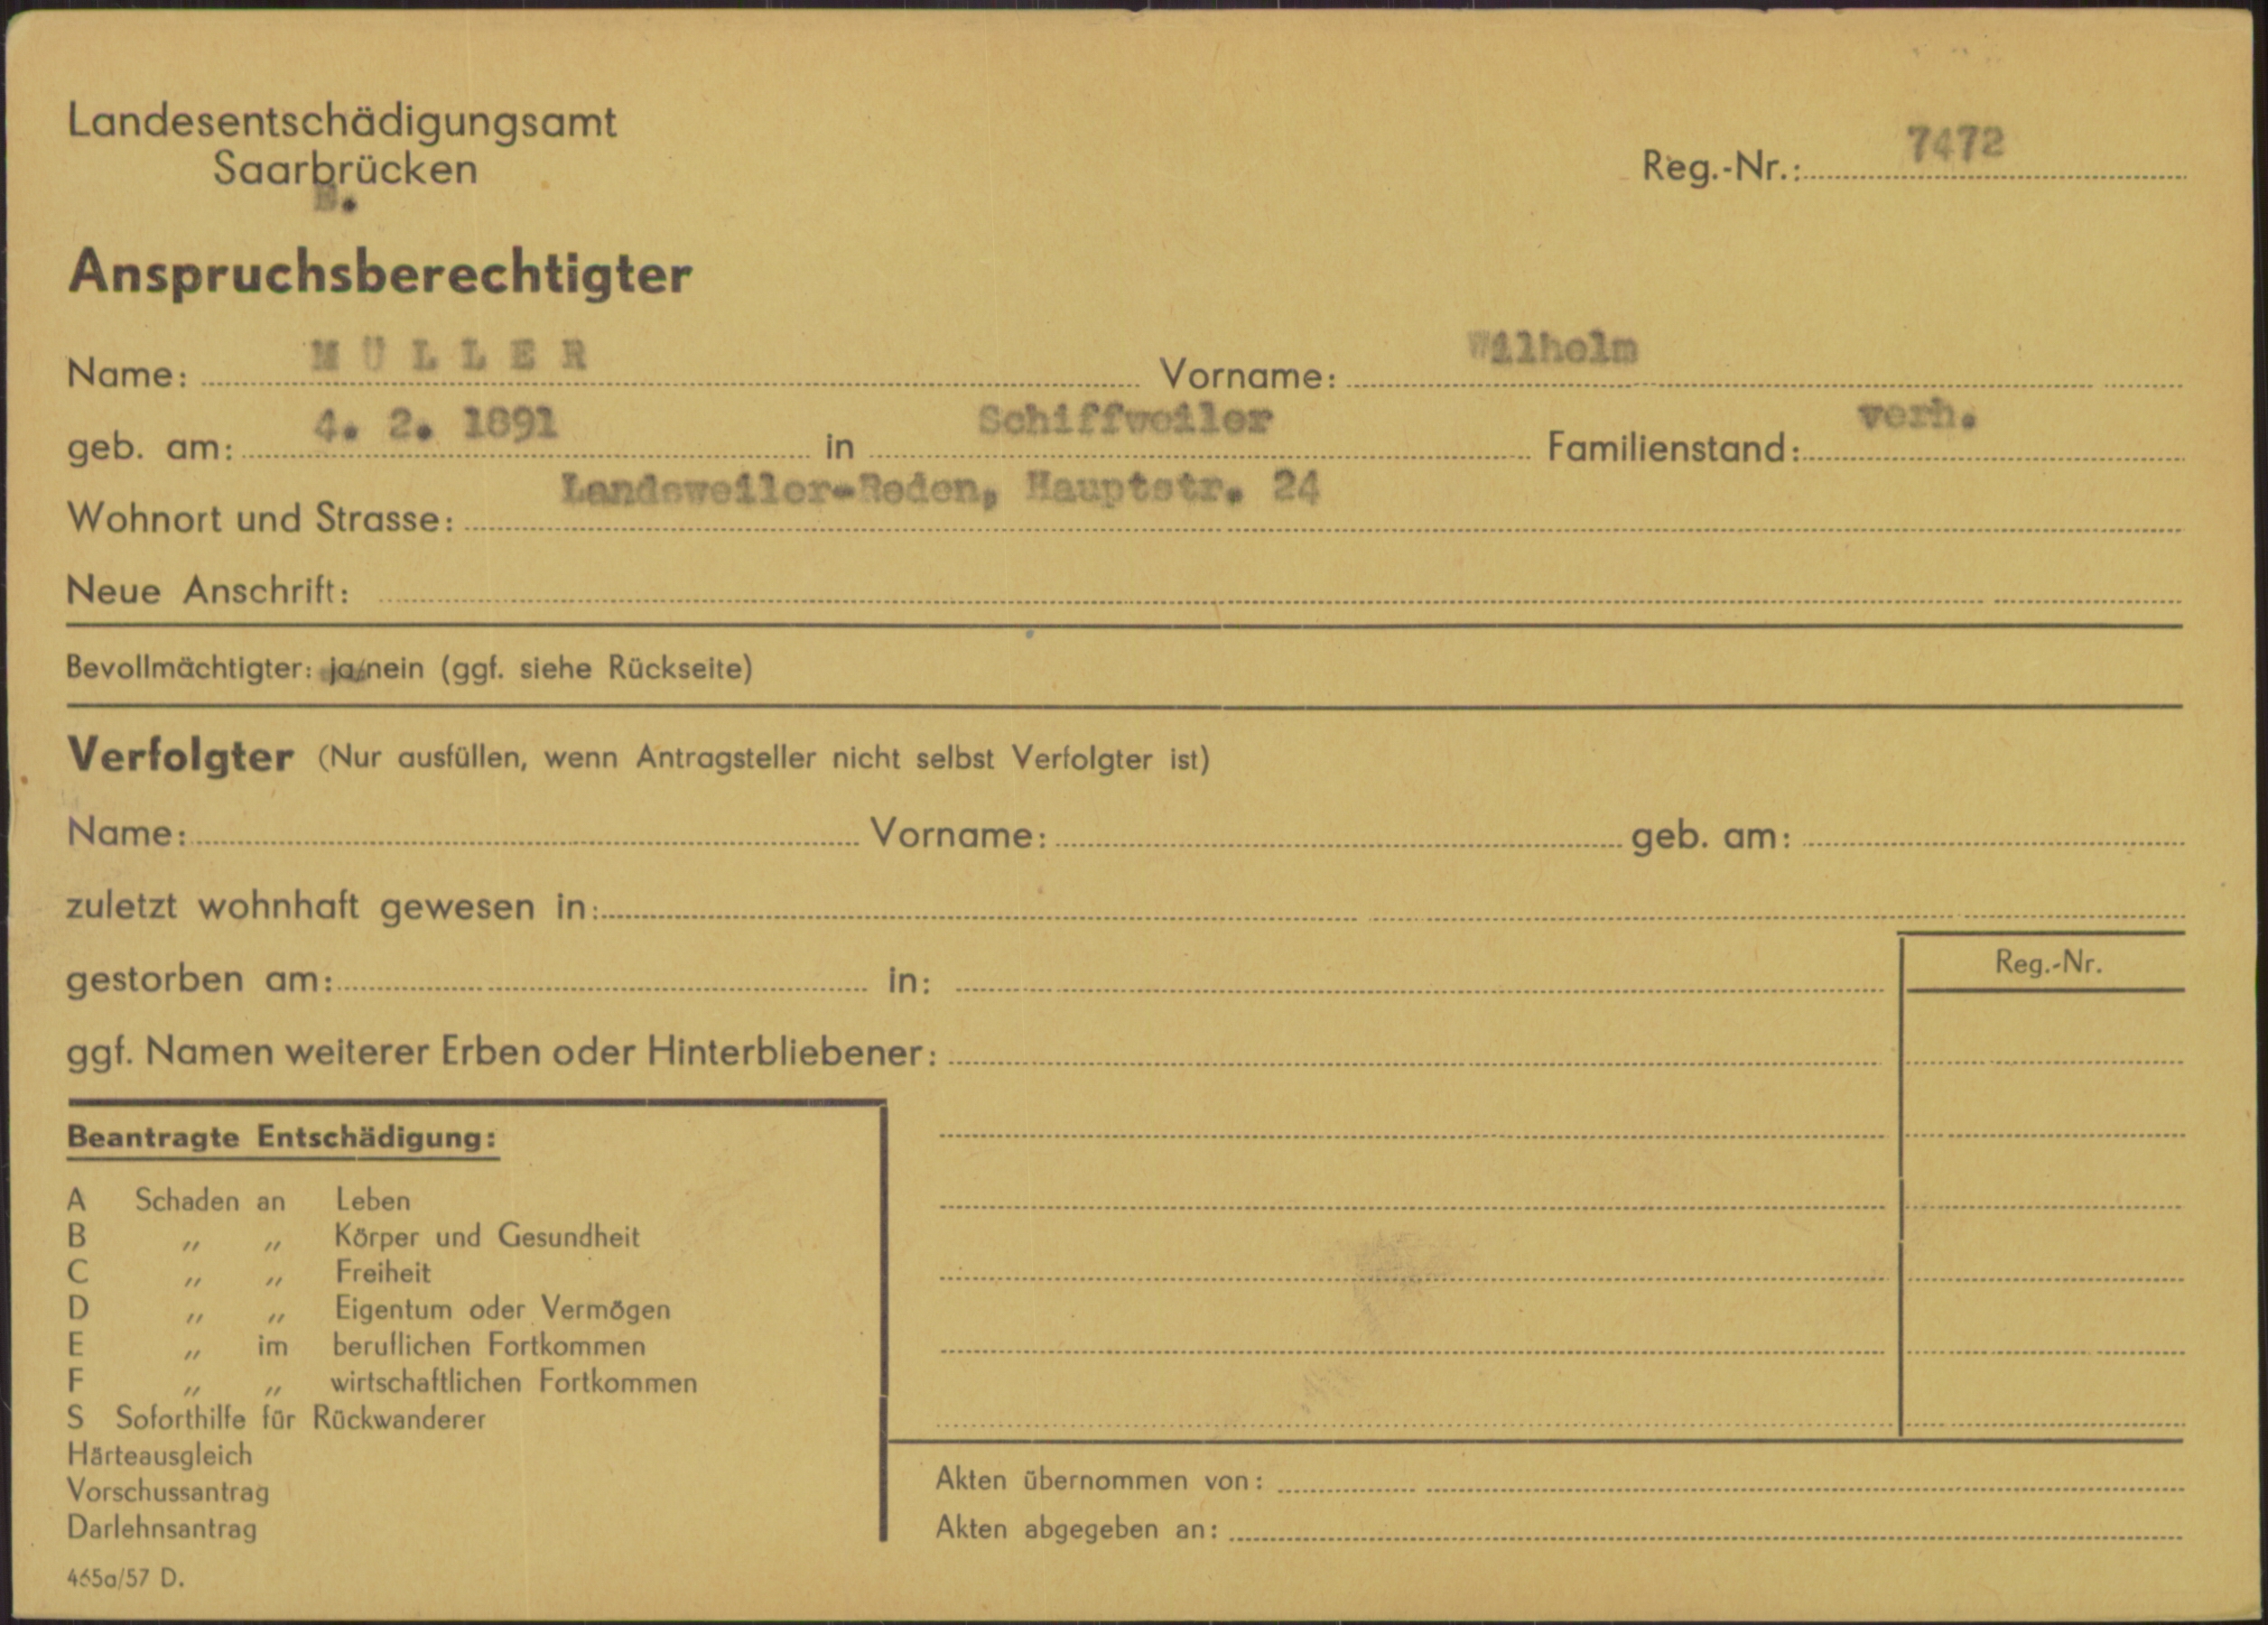 Landesentschädigungsamt
Saarbrücken
Reg.-Nr.: 7472
Anspruchsberechtigter
Name: MÜLLER Vorname: Wilhelm
geb. am: 4. 2. 1891 in Schiffweiler Familienstand: verh.
Wohnort und Strasse: Landsweiler-Reden, Hauptstr. 24
Neue Anschrift:
Bevollmächtigter: ja/nein (ggf. siehe Rückseite)
Verfolgter (Nur ausfüllen, wenn Antragsteller nicht selbst Verfolgter ist)
Name: Vorname: geb. am:
zuletzt wohnhaft gewesen in:
gestorben am: in:
Reg.-Nr.
ggf. Namen weiterer Erben oder Hinterbliebener:
Beantragte Entschädigung:
A Schaden an Leben
B „ „ Körper und Gesundheit
C „ „ Freiheit
D „ „ Eigentum oder Vermögen
E „ im beruflichen Fortkommen
F „ „ wirtschaftlichen Fortkommen
S Soforthilfe für Rückwanderer
Härteausgleich
Vorschussantrag
Darlehnsantrag
Akten übernommen von:
Akten abgegeben an:
465a/57 D.